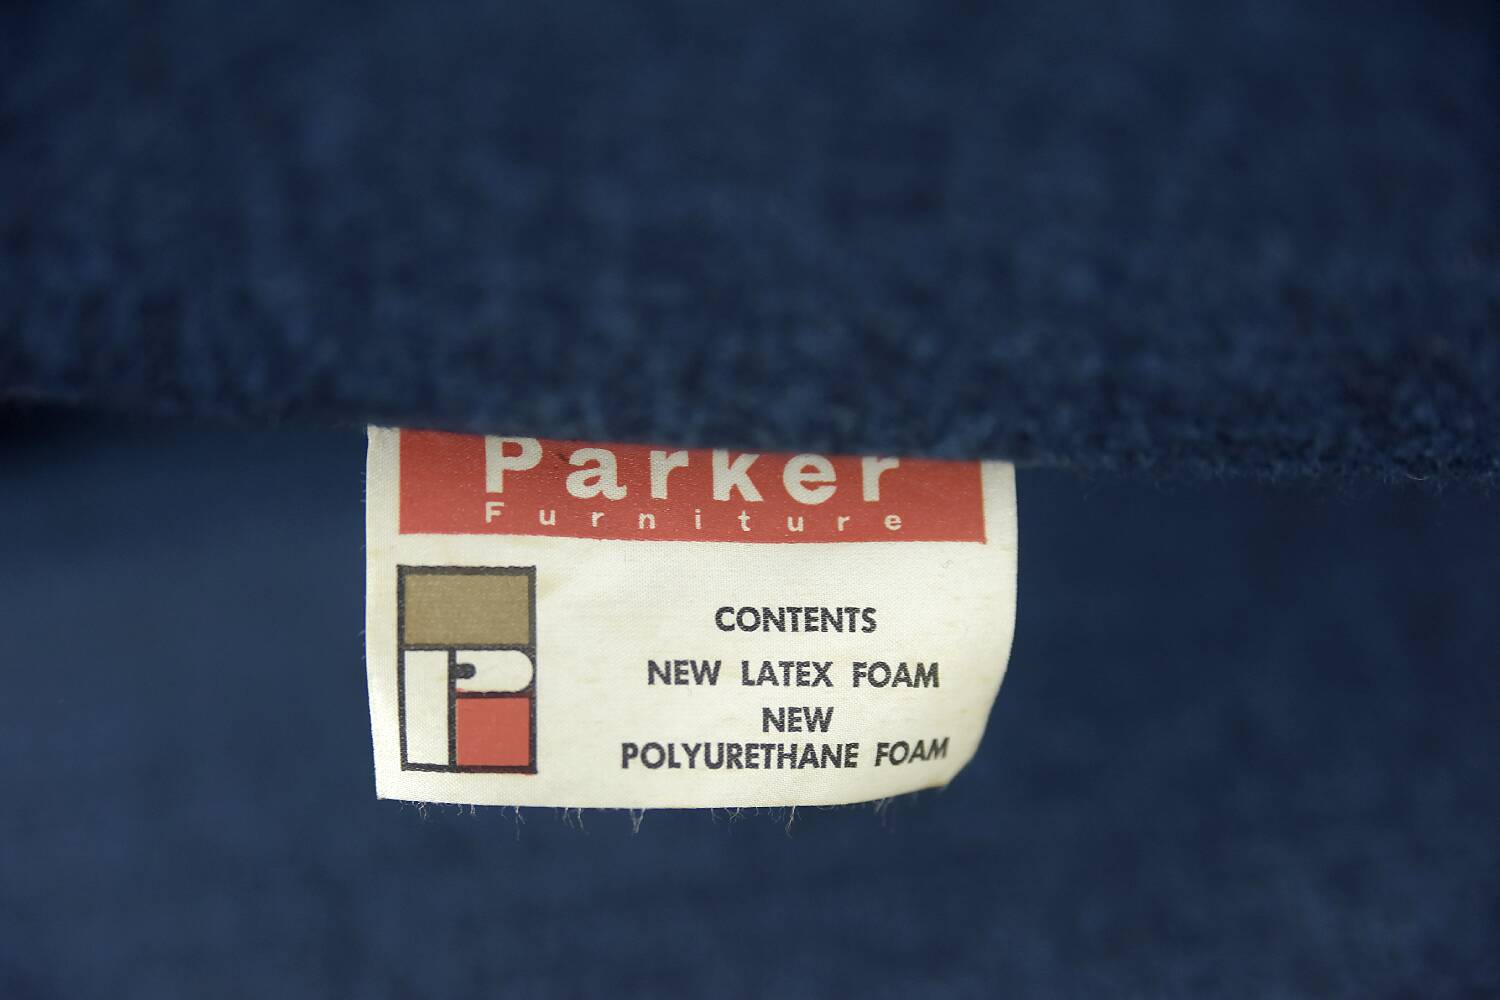 Parker
Furniture
P
CONTENTS
NEW LATEX FOAM
NEW
POLYURETHANE FOAM